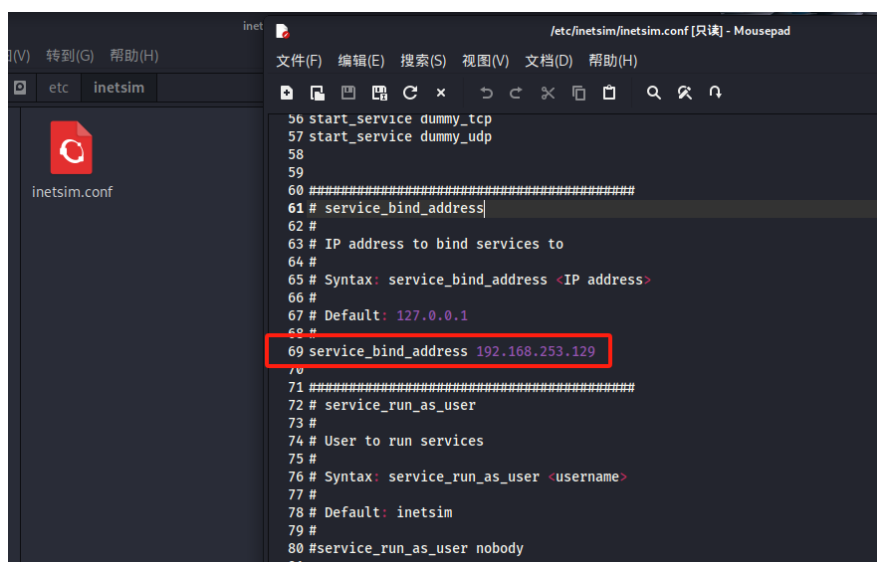 inet
/etc/inetsim/inetsim.conf [只读] - Mousepad
(V) 转到(G) 帮助(H)
文件(F) 编辑(E) 搜索(S) 视图(V) 文档(D) 帮助(H)
etc inetsim
inetsim.conf
56 start_service dummy_tcp
57 start_service dummy_udp
58
59
60 #########################################
61 # service_bind_address
62 #
63 # IP address to bind services to
64 #
65 # Syntax: service_bind_address <IP address>
66 #
67 # Default: 127.0.0.1
68 #
69 service_bind_address 192.168.253.129
70
71 #########################################
72 # service_run_as_user
73 #
74 # User to run services
75 #
76 # Syntax: service_run_as_user <username>
77 #
78 # Default: inetsim
79 #
80 #service_run_as_user nobody